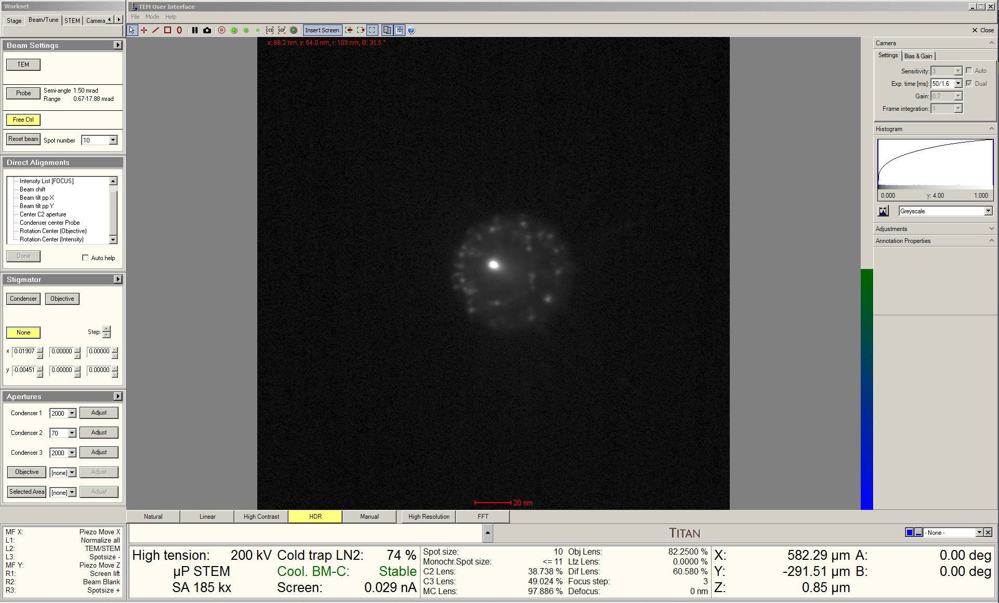 Workset
TEM User Interface
Stage Beam/Tune STEM Camera
File Mode Help
CCD GIF Insert Screen Close
Beam Settings
TEM
Probe Semi-angle 1.50 mrad
Range 0.67-17.88 mrad
Free Ctrl
Reset beam Spot number 10
Direct Alignments
Intensity List [FOCUS]
Beam shift
Beam tilt pp X
Beam tilt pp Y
Center C2 aperture
Condenser center Probe
Rotation Center (Objective)
Rotation Center (Intensity)
Done Auto help
Stigmator
Condenser Objective
None Step:
x 0.01907 0.00000 0.00000
y -0.00451 0.00000 0.00000
Apertures
Condenser 1 2000 Adjust
Condenser 2 70 Adjust
Condenser 3 2000 Adjust
Objective [none] Adjust
Selected Area [none] Adjust
x: 88.2 nm, y: 54.0 nm, r: 103 nm, Θ: 31.5 °
20 nm
Camera
Settings Bias & Gain
Sensitivity: 3 Auto
Exp. time [ms]: 50/1.6 Dual
Gain: 0.7
Frame integration: 1
Histogram
0.000 γ: 4.00 1.000
Greyscale
Adjustments
Annotation Properties
Natural Linear High Contrast HDR Manual High Resolution FFT
MF X: Piezo Move X
L1: Normalize all
L2: TEM/STEM
L3: Spotsize -
MF Y: Piezo Move Z
R1: Screen lift
R2: Beam Blank
R3: Spotsize +
TITAN
- None -
High tension: 200 kV Cold trap LN2: 74 %
µP STEM Cool. BM-C: Stable
SA 185 kx Screen: 0.029 nA
Spot size: 10 Obj Lens: 82.2500 %
Monochr.Spot size: <= 11 Ltz Lens: 0.0000 %
C2 Lens: 38.738 % Dif Lens: 60.580 %
C3 Lens: 49.024 % Focus step: 3
MC Lens: 97.886 % Defocus: 0 nm
X: 582.29 µm A: 0.00 deg
Y: -291.51 µm B: 0.00 deg
Z: 0.85 µm